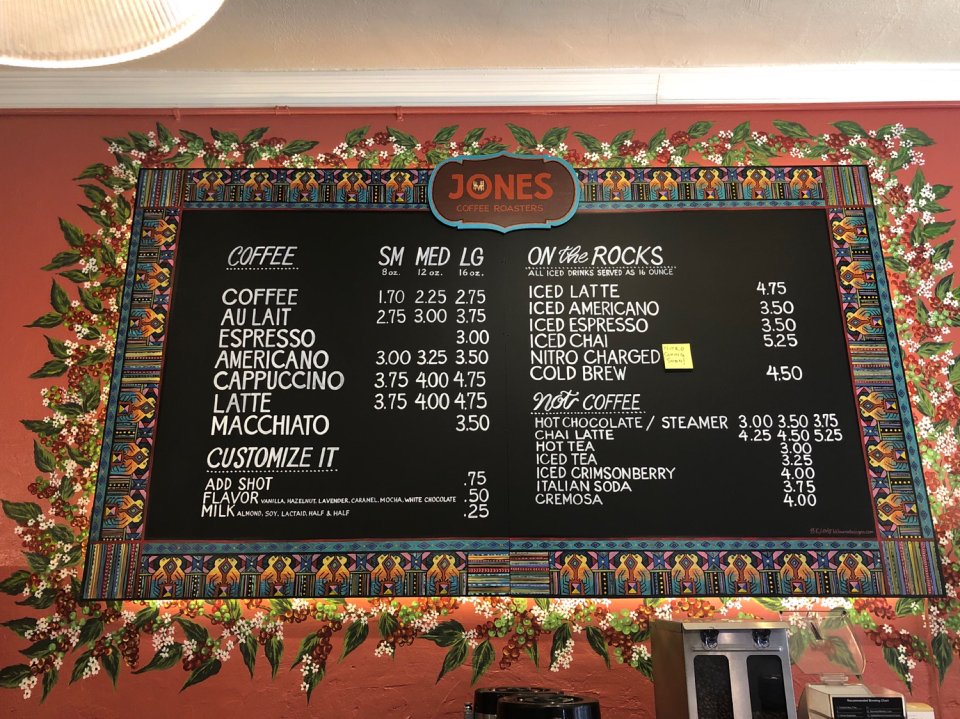 JONES
COFFEE ROASTERS
COFFEE SM MED LG
8 oz. 12 oz. 16 oz.
COFFEE 1.70 2.25 2.75
AU LAIT 2.75 3.00 3.75
ESPRESSO 3.00
AMERICANO 3.00 3.25 3.50
CAPPUCCINO 3.75 4.00 4.75
LATTE 3.75 4.00 4.75
MACCHIATO 3.50
CUSTOMIZE IT
ADD SHOT .75
FLAVOR VANILLA, HAZELNUT, LAVENDER, CARAMEL, MOCHA, WHITE CHOCOLATE .50
MILK ALMOND, SOY, LACTAID, HALF & HALF .25
ON the ROCKS
ALL ICED DRINKS SERVED AS 16 OUNCE
ICED LATTE 4.75
ICED AMERICANO 3.50
ICED ESPRESSO 3.50
ICED CHAI 5.25
NITRO CHARGED
COLD BREW 4.50
not COFFEE
HOT CHOCOLATE / STEAMER 3.00 3.50 3.75
CHAI LATTE 4.25 4.50 5.25
HOT TEA 3.00
ICED TEA 3.25
ICED CRIMSONBERRY 4.00
ITALIAN SODA 3.75
CREMOSA 4.00